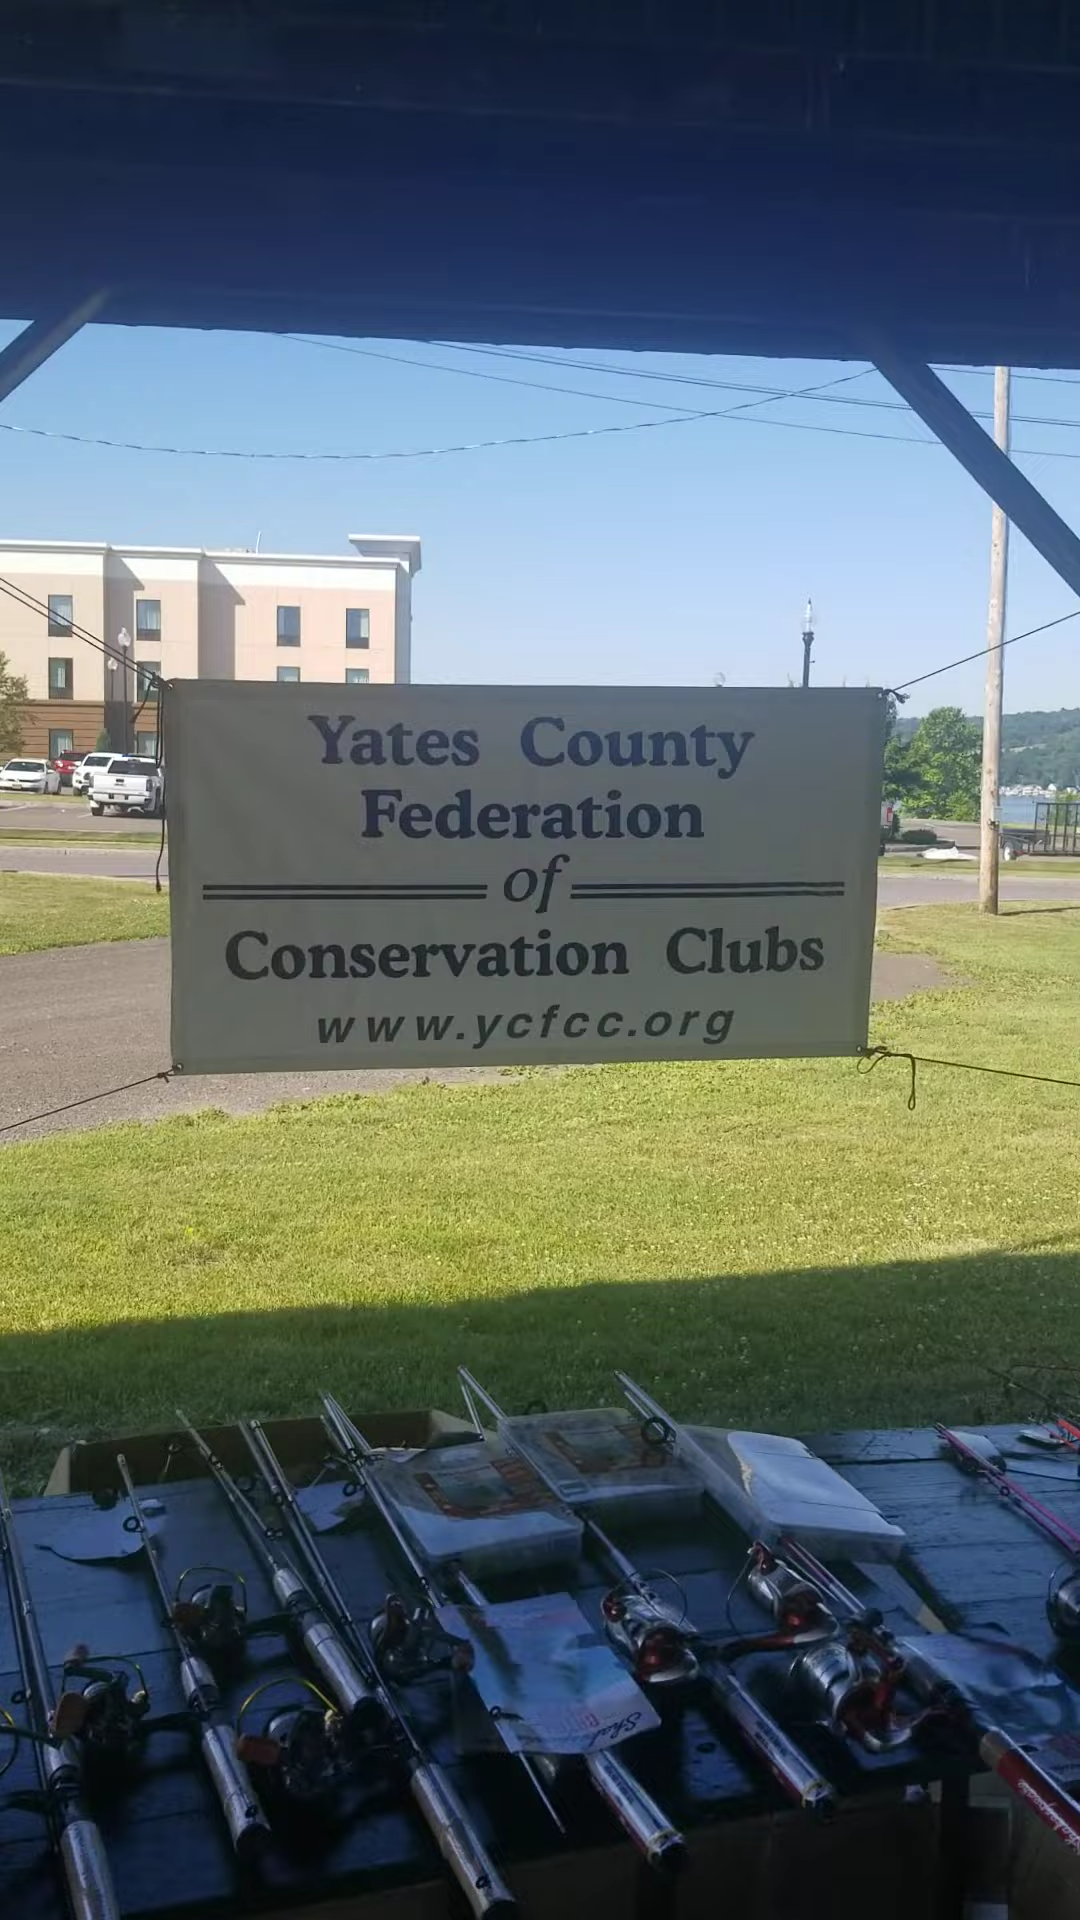 Yates County
Federation
of
Conservation Clubs
www.ycfcc.org